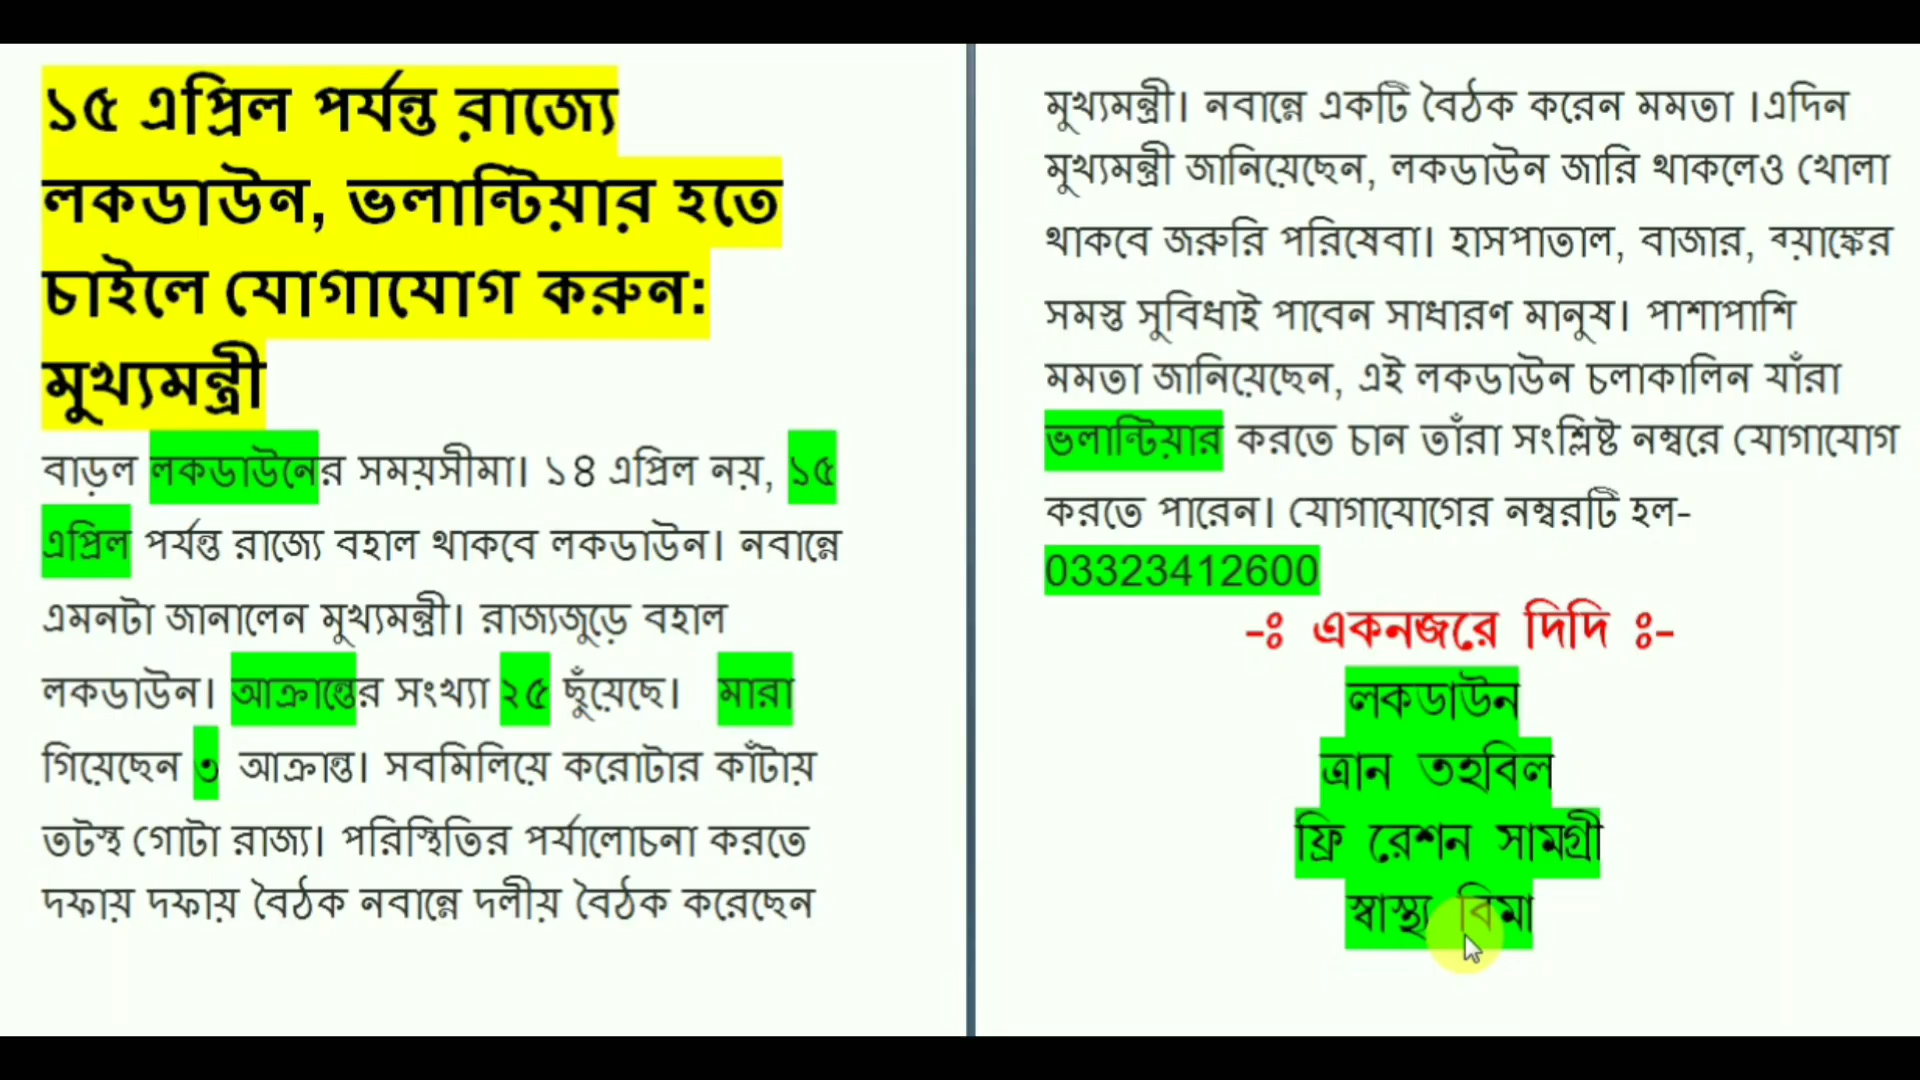 ১৫ এপ্রিল পর্যন্ত রাজ্যে
লকডাউন, ভলান্টিয়ার হতে
চাইলে যোগাযোগ করুন:
মুখ্যমন্ত্রী
বাড়ল লকডাউনের সময়সীমা। ১৪ এপ্রিল নয়, ১৫
এপ্রিল পর্যন্ত রাজ্যে বহাল থাকবে লকডাউন। নবান্নে
এমনটা জানালেন মুখ্যমন্ত্রী। রাজ্যজুড়ে বহাল
লকডাউন। আক্রান্তের সংখ্যা ২৫ ছুঁয়েছে। মারা
গিয়েছেন ৩ আক্রান্ত। সবমিলিয়ে করোটার কাঁটায়
তটস্থ গোটা রাজ্য। পরিস্থিতির পর্যালোচনা করতে
দফায় দফায় বৈঠক নবান্নে দলীয় বৈঠক করেছেন
মুখ্যমন্ত্রী। নবান্নে একটি বৈঠক করেন মমতা ।এদিন
মুখ্যমন্ত্রী জানিয়েছেন, লকডাউন জারি থাকলেও খোলা
থাকবে জরুরি পরিষেবা। হাসপাতাল, বাজার, ব্যাঙ্কের
সমস্ত সুবিধাই পাবেন সাধারণ মানুষ। পাশাপাশি
মমতা জানিয়েছেন, এই লকডাউন চলাকালিন যাঁরা
ভলান্টিয়ার করতে চান তাঁরা সংশ্লিষ্ট নম্বরে যোগাযোগ
করতে পারেন। যোগাযোগের নম্বরটি হল-
03323412600
-ঃ একনজরে দিদি ঃ-
লকডাউন
ত্রান তহবিল
ফ্রি রেশন সামগ্রী
স্বাস্থ্য বিমা